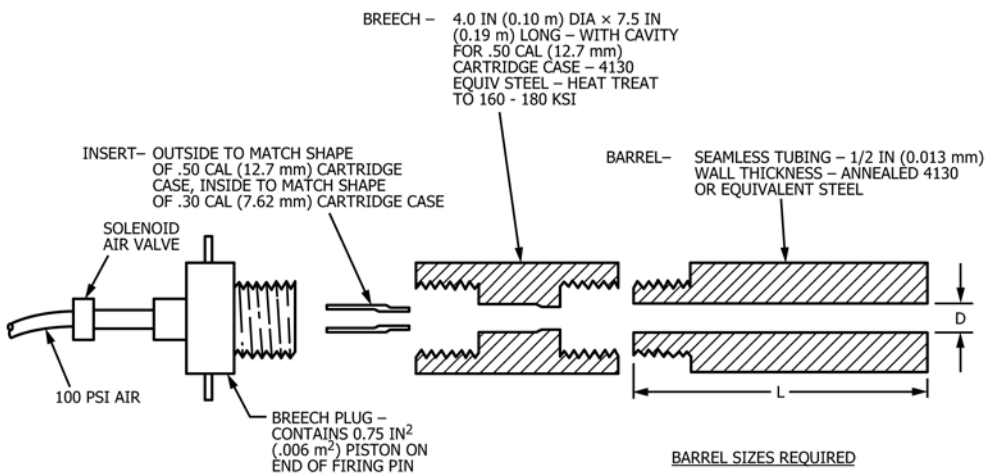 BREECH – 4.0 IN (0.10 m) DIA × 7.5 IN
(0.19 m) LONG – WITH CAVITY
FOR .50 CAL (12.7 mm)
CARTRIDGE CASE – 4130
EQUIV STEEL – HEAT TREAT
TO 160 - 180 KSI
INSERT– OUTSIDE TO MATCH SHAPE
OF .50 CAL (12.7 mm) CARTRIDGE
CASE, INSIDE TO MATCH SHAPE
OF .30 CAL (7.62 mm) CARTRIDGE CASE
BARREL– SEAMLESS TUBING – 1/2 IN (0.013 mm)
WALL THICKNESS – ANNEALED 4130
OR EQUIVALENT STEEL
SOLENOID
AIR VALVE
D
L
100 PSI AIR
BREECH PLUG –
CONTAINS 0.75 IN²
(.006 m²) PISTON ON
END OF FIRING PIN
BARREL SIZES REQUIRED